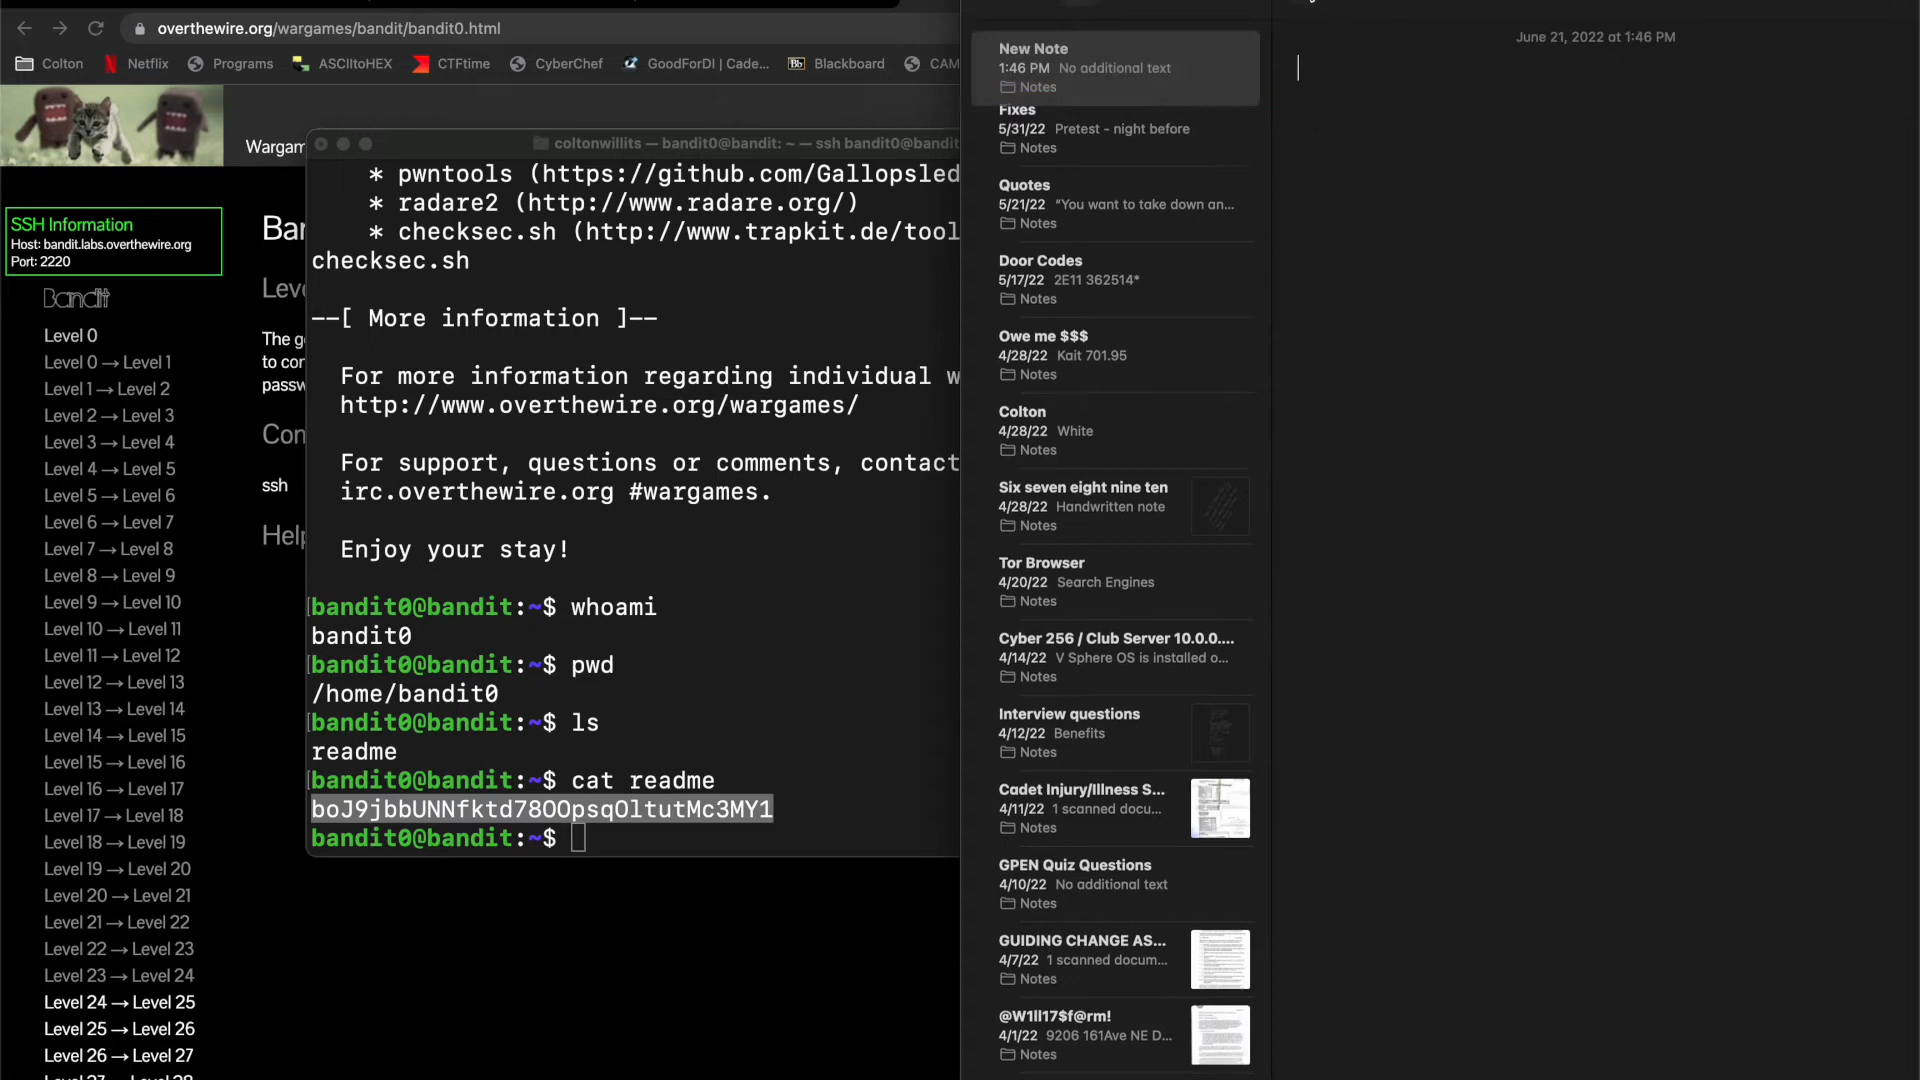 overthewire.org/wargames/bandit/bandit0.html
Colton
Netflix
Programs
ASCIItoHEX
CTFtime
CyberChef
GoodForDI | Cade...
Bb
Blackboard
CAM
Wargam
SSH Information
Host: bandit.labs.overthewire.org
Port: 2220
Bandit
Level 0
Level 0 → Level 1
Level 1 → Level 2
Level 2 → Level 3
Level 3 → Level 4
Level 4 → Level 5
Level 5 → Level 6
Level 6 → Level 7
Level 7 → Level 8
Level 8 → Level 9
Level 9 → Level 10
Level 10 → Level 11
Level 11 → Level 12
Level 12 → Level 13
Level 13 → Level 14
Level 14 → Level 15
Level 15 → Level 16
Level 16 → Level 17
Level 17 → Level 18
Level 18 → Level 19
Level 19 → Level 20
Level 20 → Level 21
Level 21 → Level 22
Level 22 → Level 23
Level 23 → Level 24
Level 24 → Level 25
Level 25 → Level 26
Level 26 → Level 27
Level 27 → Level 28
Ban
Leve
The go
to con
passw
Con
ssh
Help
coltonwillits — bandit0@bandit: ~ — ssh bandit0@bandit
* pwntools (https://github.com/Gallopsled
* radare2 (http://www.radare.org/)
* checksec.sh (http://www.trapkit.de/tool
checksec.sh
--[ More information ]--
For more information regarding individual w
http://www.overthewire.org/wargames/
For support, questions or comments, contact
irc.overthewire.org #wargames.
Enjoy your stay!
bandit0@bandit:~$ whoami
bandit0
bandit0@bandit:~$ pwd
/home/bandit0
bandit0@bandit:~$ ls
readme
bandit0@bandit:~$ cat readme
boJ9jbbUNNfktd78OOpsqOltutMc3MY1
bandit0@bandit:~$
New Note
1:46 PM No additional text
Notes
Fixes
5/31/22 Pretest - night before
Notes
Quotes
5/21/22 “You want to take down an...
Notes
Door Codes
5/17/22 2E11 362514*
Notes
Owe me $$$
4/28/22 Kait 701.95
Notes
Colton
4/28/22 White
Notes
Six seven eight nine ten
4/28/22 Handwritten note
Notes
Tor Browser
4/20/22 Search Engines
Notes
Cyber 256 / Club Server 10.0.0....
4/14/22 V Sphere OS is installed o...
Notes
Interview questions
4/12/22 Benefits
Notes
Cadet Injury/Illness S...
4/11/22 1 scanned docu...
Notes
GPEN Quiz Questions
4/10/22 No additional text
Notes
GUIDING CHANGE AS...
4/7/22 1 scanned docum...
Notes
@W1ll17$f@rm!
4/1/22 9206 161Ave NE D...
Notes
June 21, 2022 at 1:46 PM